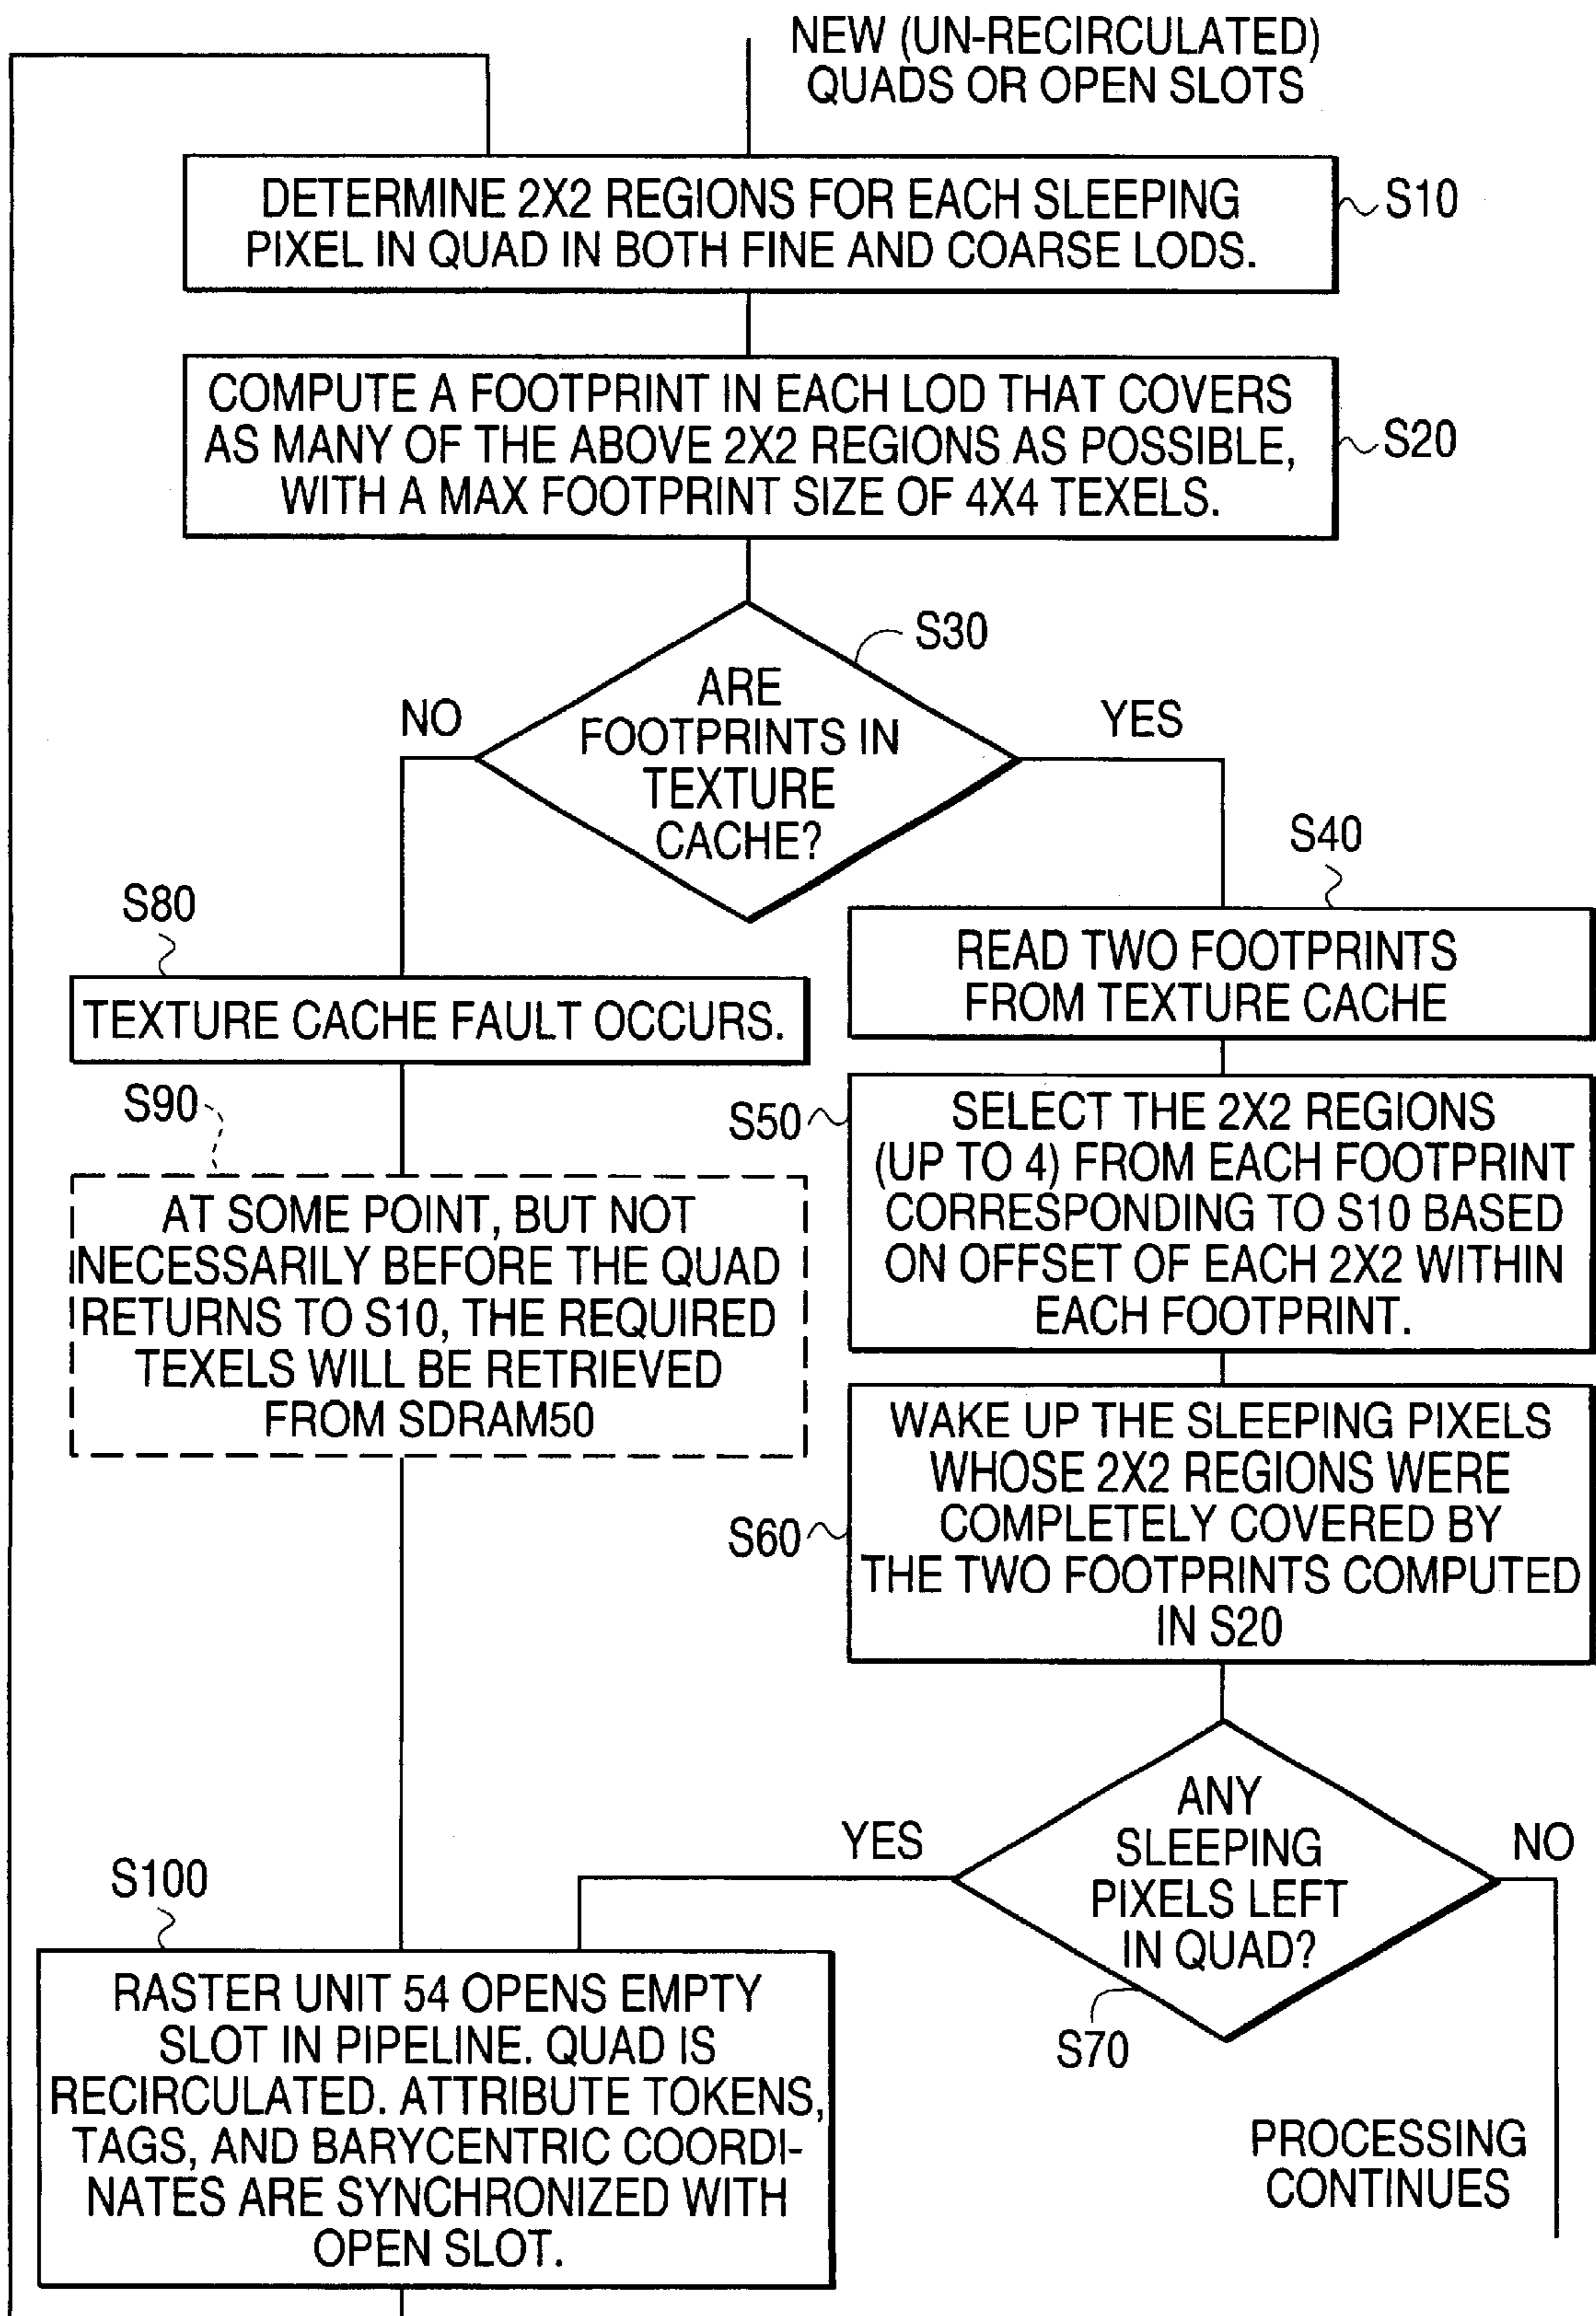 NEW (UN-RECIRCULATED)
QUADS OR OPEN SLOTS
DETERMINE 2X2 REGIONS FOR EACH SLEEPING
PIXEL IN QUAD IN BOTH FINE AND COARSE LODS.
S10
COMPUTE A FOOTPRINT IN EACH LOD THAT COVERS
AS MANY OF THE ABOVE 2X2 REGIONS AS POSSIBLE,
WITH A MAX FOOTPRINT SIZE OF 4X4 TEXELS.
S20
S30
ARE
FOOTPRINTS IN
TEXTURE
CACHE?
NO
YES
S80
TEXTURE CACHE FAULT OCCURS.
S90
AT SOME POINT, BUT NOT
NECESSARILY BEFORE THE QUAD
RETURNS TO S10, THE REQUIRED
TEXELS WILL BE RETRIEVED
FROM SDRAM50
S40
READ TWO FOOTPRINTS
FROM TEXTURE CACHE
S50
SELECT THE 2X2 REGIONS
(UP TO 4) FROM EACH FOOTPRINT
CORRESPONDING TO S10 BASED
ON OFFSET OF EACH 2X2 WITHIN
EACH FOOTPRINT.
S60
WAKE UP THE SLEEPING PIXELS
WHOSE 2X2 REGIONS WERE
COMPLETELY COVERED BY
THE TWO FOOTPRINTS COMPUTED
IN S20
ANY
SLEEPING
PIXELS LEFT
IN QUAD?
S70
YES
NO
S100
RASTER UNIT 54 OPENS EMPTY
SLOT IN PIPELINE. QUAD IS
RECIRCULATED. ATTRIBUTE TOKENS,
TAGS, AND BARYCENTRIC COORDI-
NATES ARE SYNCHRONIZED WITH
OPEN SLOT.
PROCESSING
CONTINUES